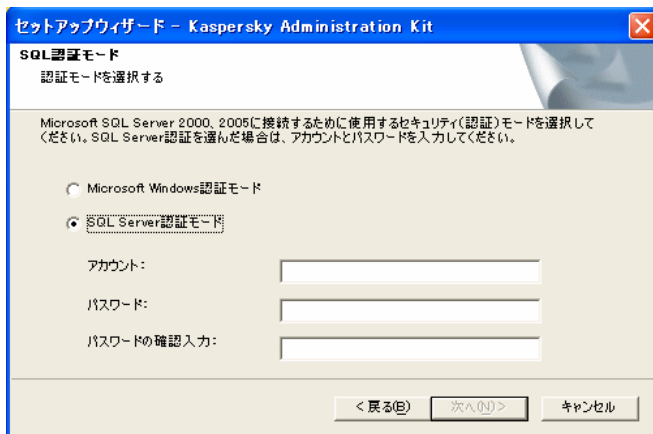 セットアップウィザード - Kaspersky Administration Kit
SQL認証モード
認証モードを選択する
Microsoft SQL Server 2000、2005に接続するために使用するセキュリティ(認証)モードを選択して
ください。SQL Server認証を選んだ場合は、アカウントとパスワードを入力してください。
Microsoft Windows認証モード
SQL Server認証モード
アカウント:
パスワード:
パスワードの確認入力:
< 戻る(B)
次へ(N) >
キャンセル